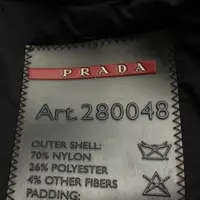 PRADA
Art.280048
OUTER SHELL:
70% NYLON
26% POLYESTER
4% OTHER FIBERS
PADDING: